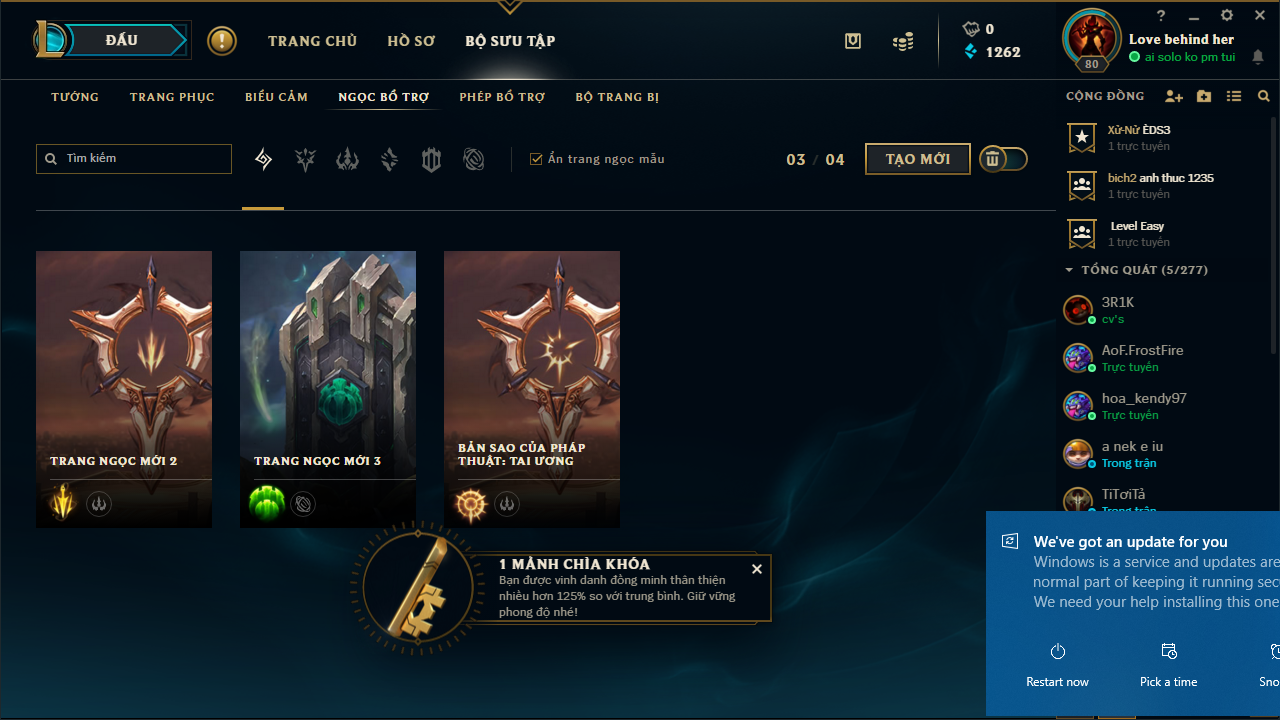 ĐẤU
TRANG CHỦ
HỒ SƠ
BỘ SƯU TẬP
0
1262
80
?
Love behind her
ai solo ko pm tui
TƯỚNG
TRANG PHỤC
BIỂU CẢM
NGỌC BỔ TRỢ
PHÉP BỔ TRỢ
BỘ TRANG BỊ
CỘNG ĐỒNG
Tìm kiếm
Ẩn trang ngọc mẫu
03 / 04
TẠO MỚI
Xử-Nữ ÈDS3
1 trực tuyến
bich2 anh thuc 1235
1 trực tuyến
Level Easy
1 trực tuyến
TỔNG QUÁT (5/277)
3R1K
cv's
AoF.FrostFire
Trực tuyến
hoa_kendy97
Trực tuyến
a nek e iu
Trong trận
TiTơiTả
Trong trận
TRANG NGỌC MỚI 2
TRANG NGỌC MỚI 3
BẢN SAO CỦA PHÁP
THUẬT: TAI ƯƠNG
1 MẢNH CHÌA KHÓA
Bạn được vinh danh đồng minh thân thiện
nhiều hơn 125% so với trung bình. Giữ vững
phong độ nhé!
We've got an update for you
Windows is a service and updates are
normal part of keeping it running sec
We need your help installing this one
Restart now
Pick a time
Sno